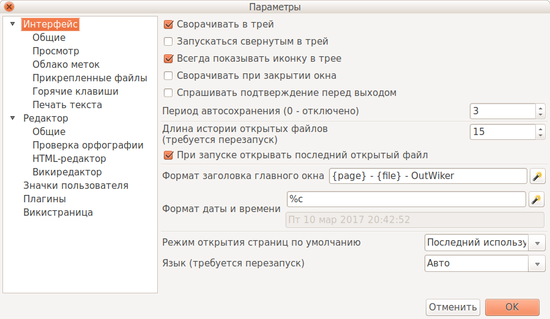 Параметры
Интерфейс
Общие
Просмотр
Облако меток
Прикрепленные файлы
Горячие клавиши
Печать текста
Редактор
Общие
Проверка орфографии
HTML-редактор
Викиредактор
Значки пользователя
Плагины
Викистраница
Сворачивать в трей
Запускаться свернутым в трей
Всегда показывать иконку в трее
Сворачивать при закрытии окна
Спрашивать подтверждение перед выходом
Период автосохранения (0 - отключено) 3
Длина истории открытых файлов
(требуется перезапуск) 15
При запуске открывать последний открытый файл
Формат заголовка главного окна {page} - {file} - OutWiker
Формат даты и времени %c
Пт 10 мар 2017 20:42:52
Режим открытия страниц по умолчанию Последний использу
Язык (требуется перезапуск) Авто
Отменить OK